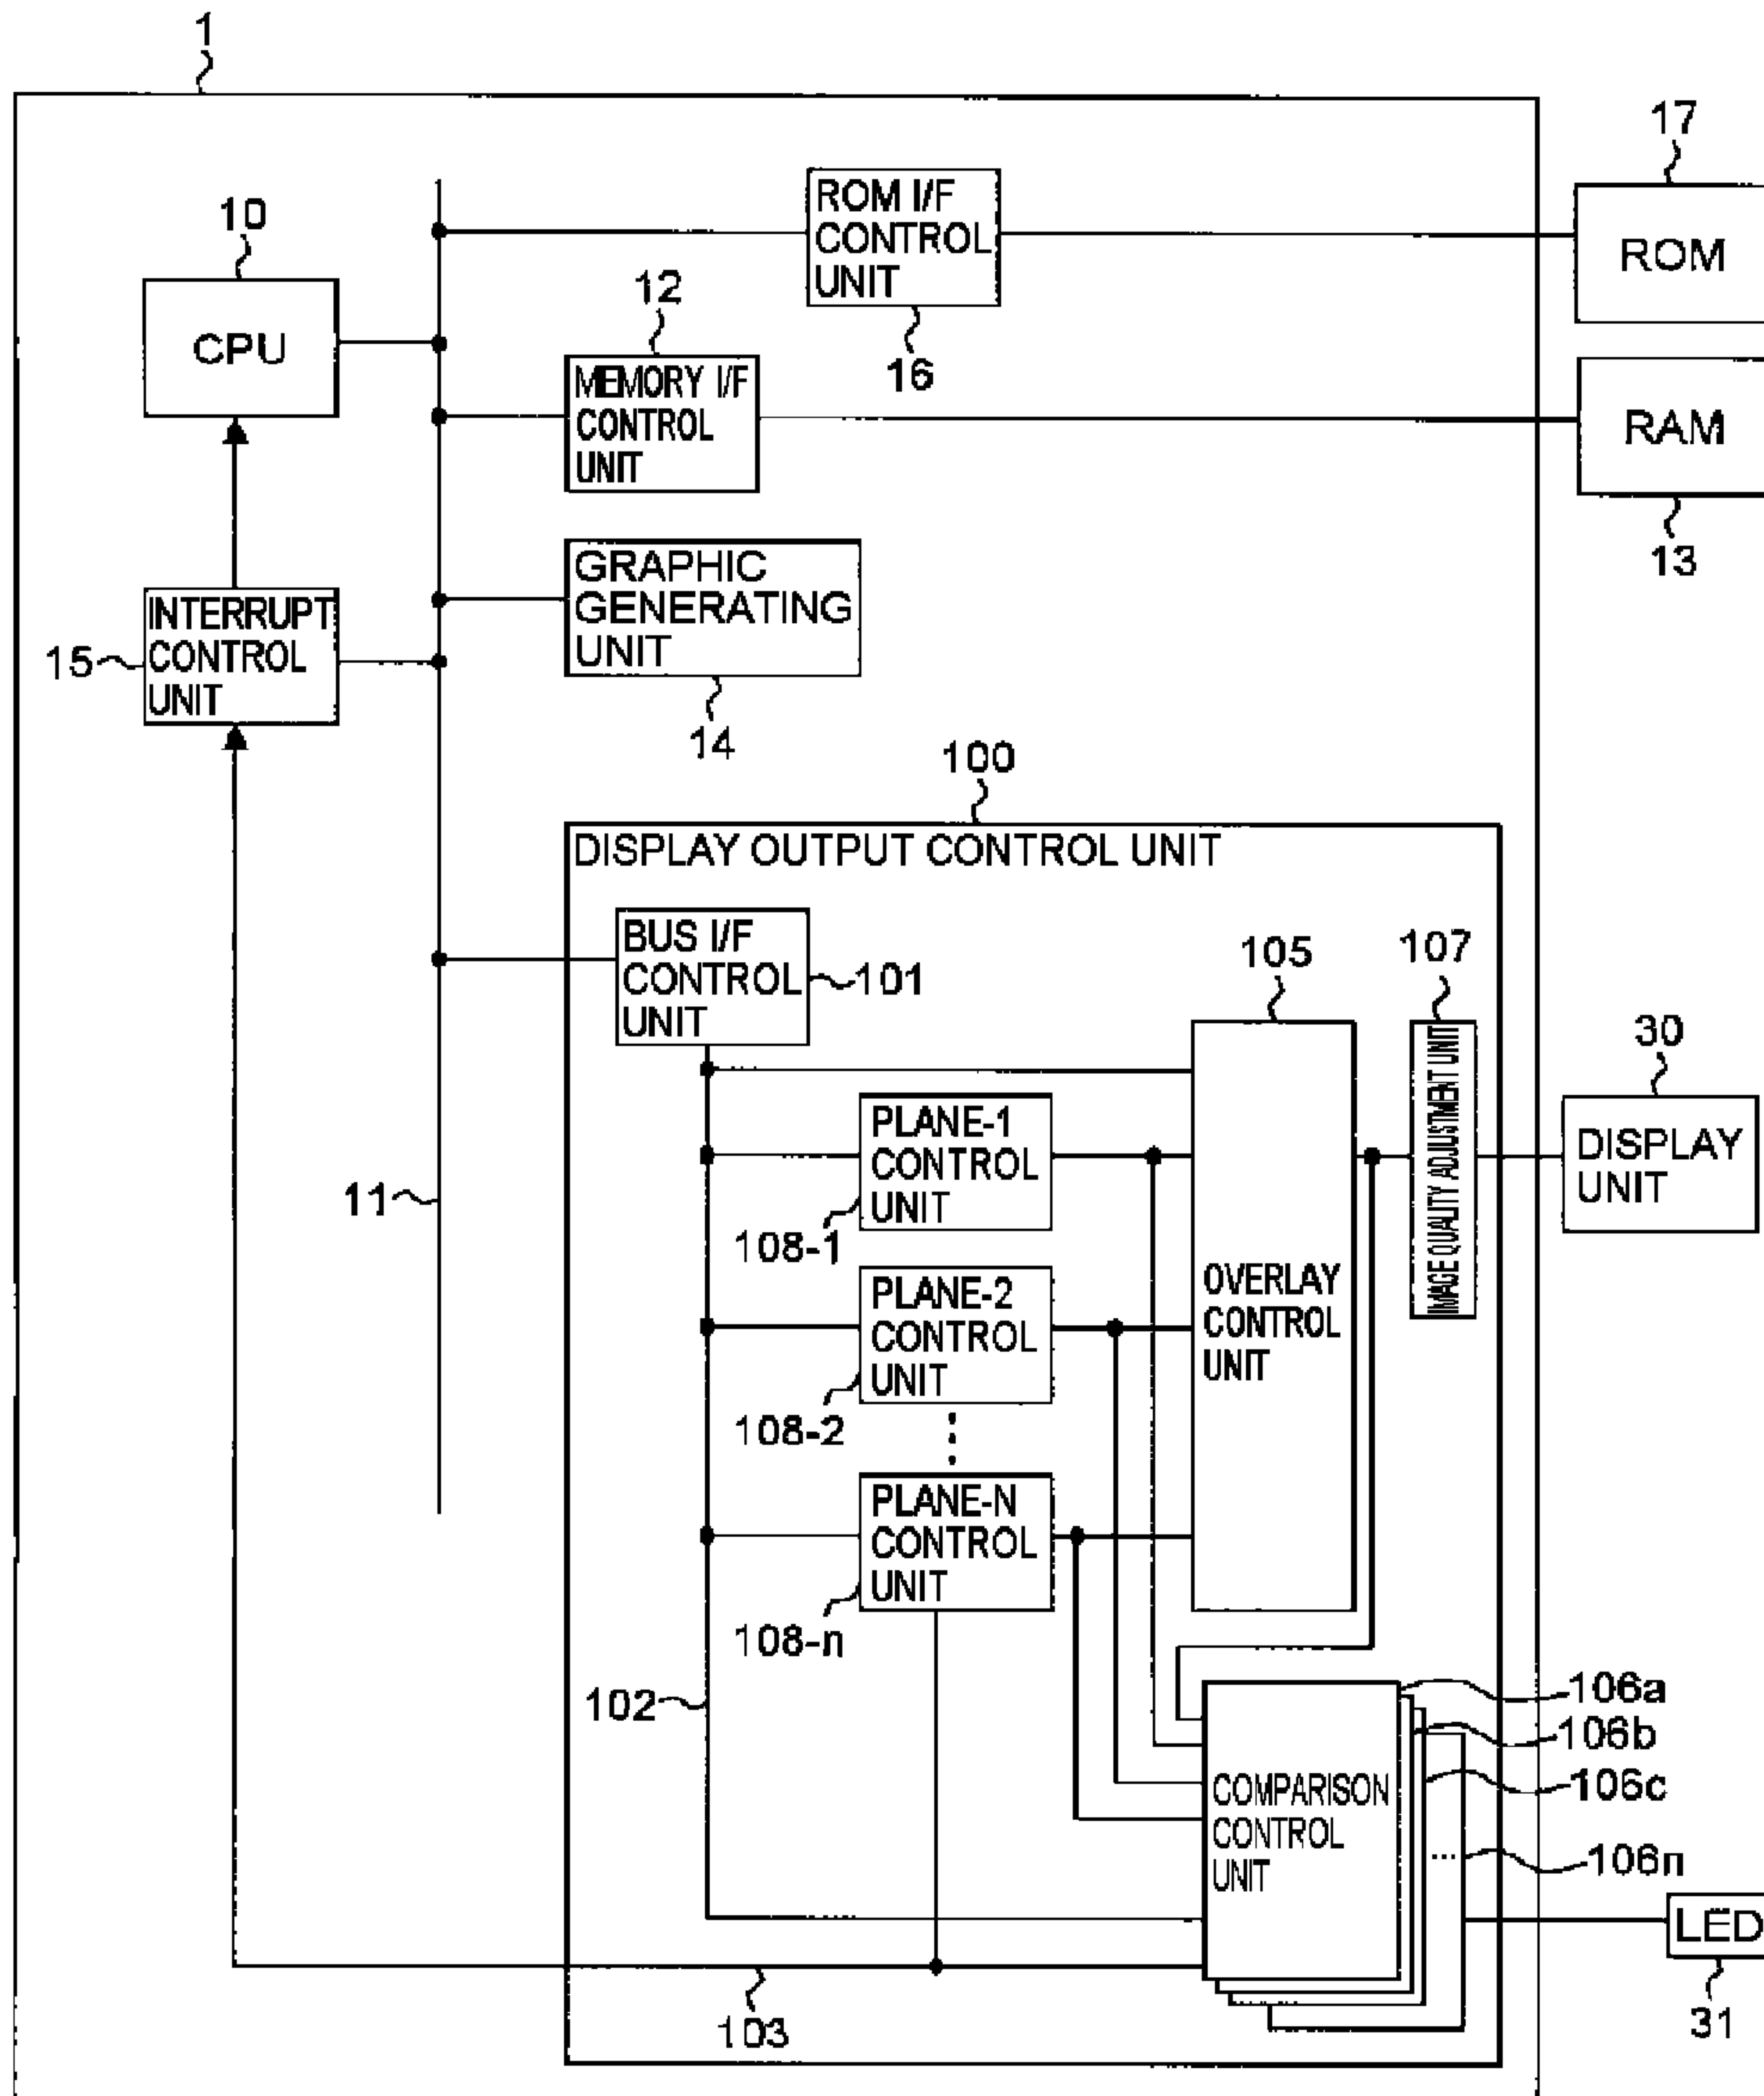 1
17
ROM I/F
CONTROL
UNIT
16
ROM
10
CPU
12
MEMORY I/F
CONTROL
UNIT
RAM
13
GRAPHIC
GENERATING
UNIT
14
15
INTERRUPT
CONTROL
UNIT
100
DISPLAY OUTPUT CONTROL UNIT
BUS I/F
CONTROL
UNIT
101
105
107
IMAGE QUALITY ADJUSTMENT UNIT
30
DISPLAY
UNIT
11
PLANE-1
CONTROL
UNIT
108-1
PLANE-2
CONTROL
UNIT
108-2
PLANE-N
CONTROL
UNIT
108-n
OVERLAY
CONTROL
UNIT
102
106a
106b
106c
106n
COMPARISON
CONTROL
UNIT
...
LED
31
103